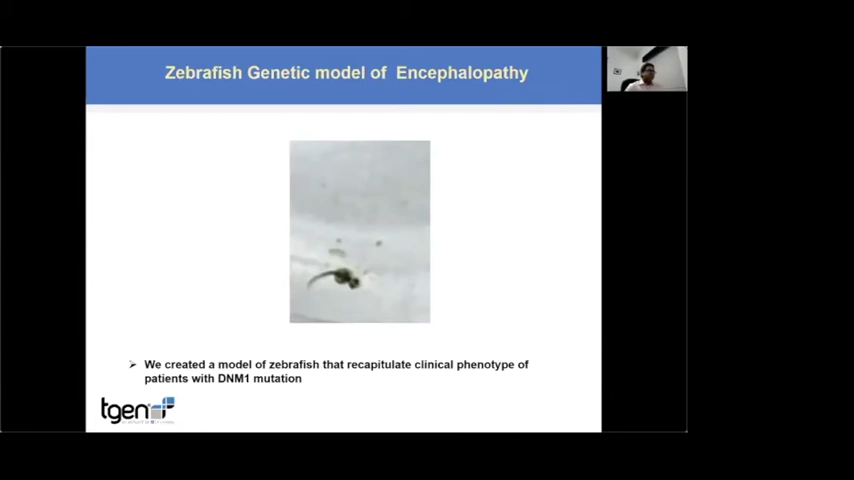 Zebrafish Genetic model of Encephalopathy
➢ We created a model of zebrafish that recapitulate clinical phenotype of
patients with DNM1 mutation
tgen